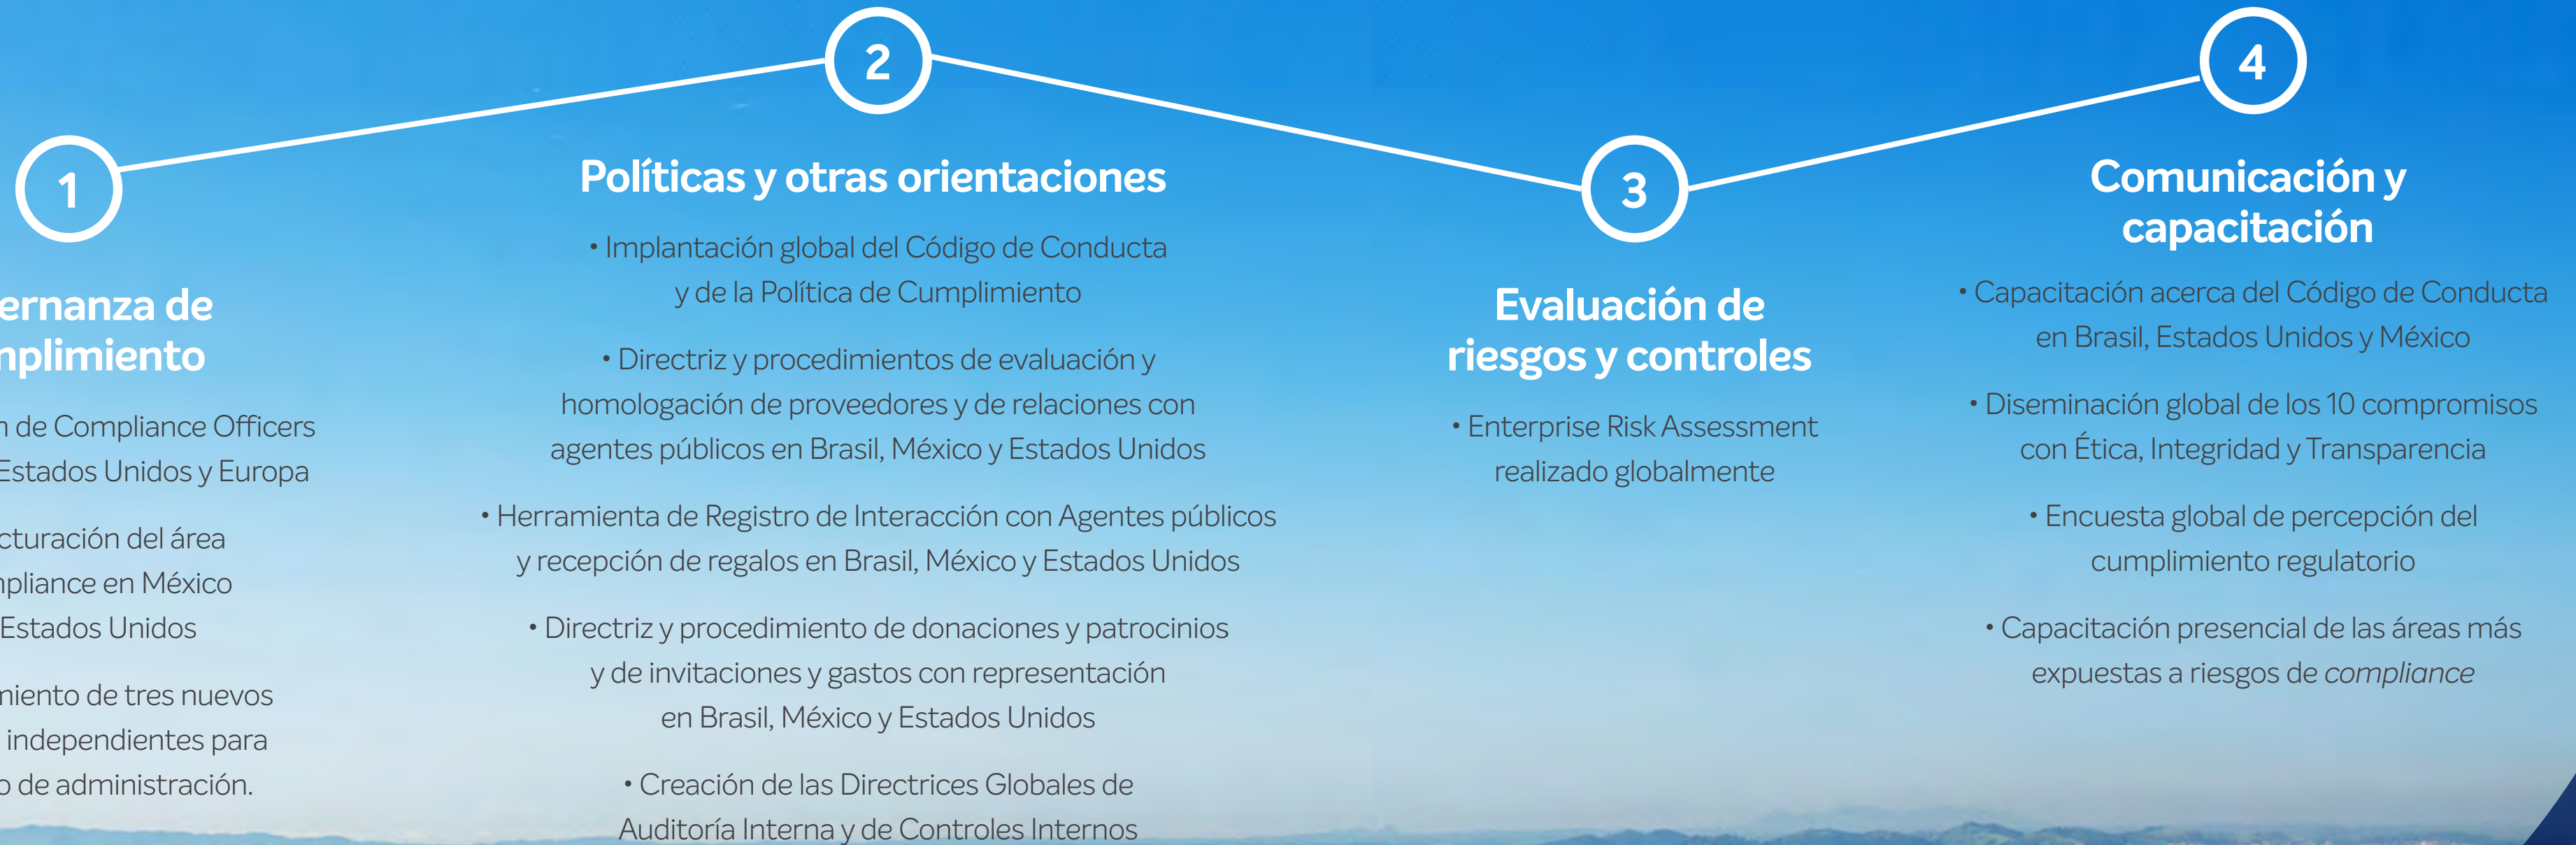 1
ernanza de
mplimiento
n de Compliance Officers
Estados Unidos y Europa
cturación del área
mpliance en México
Estados Unidos
miento de tres nuevos
independientes para
o de administración.
2
Políticas y otras orientaciones
• Implantación global del Código de Conducta
y de la Política de Cumplimiento
• Directriz y procedimientos de evaluación y
homologación de proveedores y de relaciones con
agentes públicos en Brasil, México y Estados Unidos
• Herramienta de Registro de Interacción con Agentes públicos
y recepción de regalos en Brasil, México y Estados Unidos
• Directriz y procedimiento de donaciones y patrocinios
y de invitaciones y gastos con representación
en Brasil, México y Estados Unidos
• Creación de las Directrices Globales de
Auditoría Interna y de Controles Internos
3
Evaluación de
riesgos y controles
• Enterprise Risk Assessment
realizado globalmente
4
Comunicación y
capacitación
• Capacitación acerca del Código de Conducta
en Brasil, Estados Unidos y México
• Diseminación global de los 10 compromisos
con Ética, Integridad y Transparencia
• Encuesta global de percepción del
cumplimiento regulatorio
• Capacitación presencial de las áreas más
expuestas a riesgos de compliance